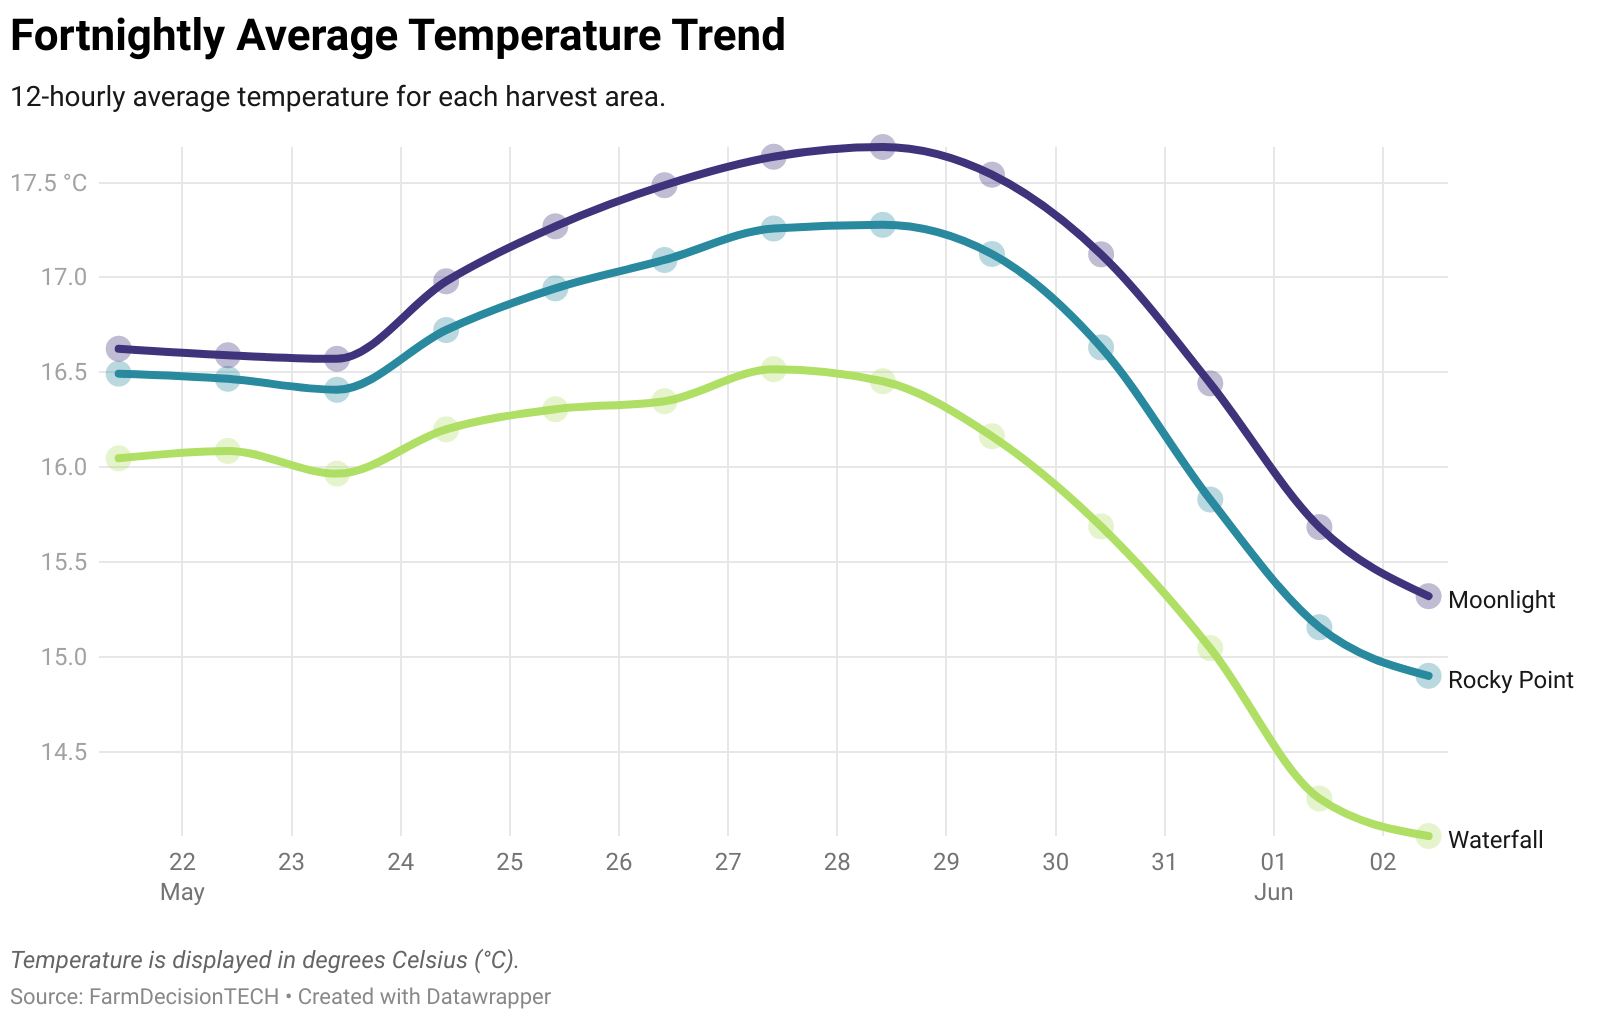 Fortnightly Average Temperature Trend
12-hourly average temperature for each harvest area.
17.5 °C
17.0
16.5
16.0
15.5
15.0
14.5
Moonlight
Rocky Point
Waterfall
22 23 24 25 26 27 28 29 30 31 01 02
May Jun
Temperature is displayed in degrees Celsius (°C).
Source: FarmDecisionTECH • Created with Datawrapper